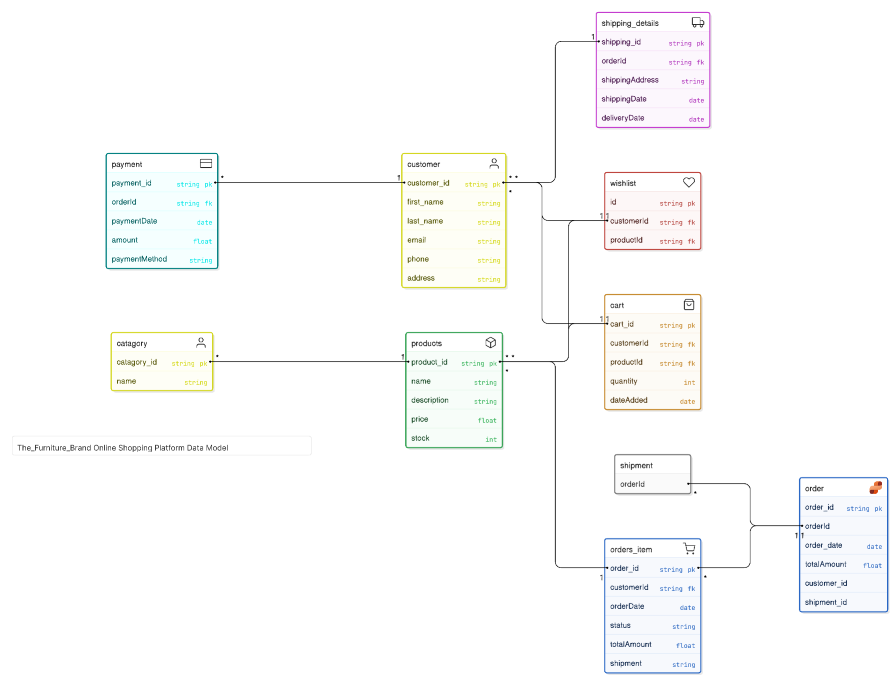 shipping_details
shipping_id string pk
orderId string fk
shippingAddress string
shippingDate date
deliveryDate date
1
payment
payment_id string pk
orderId string fk
paymentDate date
amount float
paymentMethod string
*
1
customer
customer_id string pk
first_name string
last_name string
email string
phone string
address string
* *
*
wishlist
id string pk
customerId string fk
productId string fk
1 1
cart
cart_id string pk
customerId string fk
productId string fk
quantity int
dateAdded date
1 1
catagory
catagory_id string pk
name string
*
1
products
product_id string pk
name string
description string
price float
stock int
* *
*
The_Furniture_Brand Online Shopping Platform Data Model
shipment
orderId
*
order
order_id string pk
orderId
order_date date
totalAmount float
customer_id
shipment_id
1 1
orders_item
order_id string pk
customerId string fk
orderDate date
status string
totalAmount float
shipment string
1
*